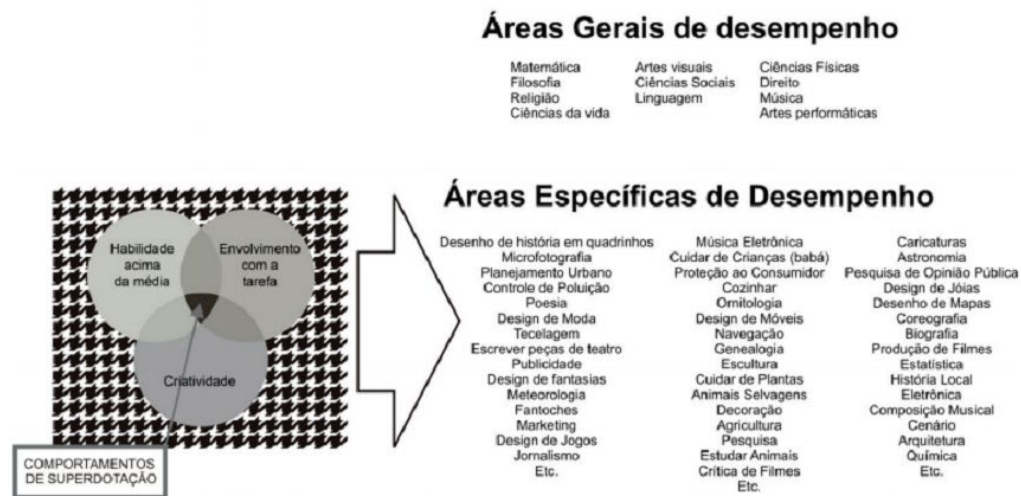 Áreas Gerais de desempenho
Matemática
Filosofia
Religião
Ciências da vida
Artes visuais
Ciências Sociais
Linguagem
Ciências Físicas
Direito
Música
Artes performáticas
Habilidade
acima
da média
Envolvimento
com a
tarefa
Criatividade
COMPORTAMENTOS
DE SUPERDOTAÇÃO
Áreas Específicas de Desempenho
Desenho de história em quadrinhos
Microfotografia
Planejamento Urbano
Controle de Poluição
Poesia
Design de Moda
Tecelagem
Escrever peças de teatro
Publicidade
Design de fantasias
Meteorologia
Fantoches
Marketing
Design de Jogos
Jornalismo
Etc.
Música Eletrônica
Cuidar de Crianças (babá)
Proteção ao Consumidor
Cozinhar
Ornitologia
Design de Móveis
Navegação
Genealogia
Escultura
Cuidar de Plantas
Animais Selvagens
Decoração
Agricultura
Pesquisa
Estudar Animais
Crítica de Filmes
Etc.
Caricaturas
Astronomia
Pesquisa de Opinião Pública
Design de Jóias
Desenho de Mapas
Coreografia
Biografia
Produção de Filmes
Estatística
História Local
Eletrônica
Composição Musical
Cenário
Arquitetura
Química
Etc.